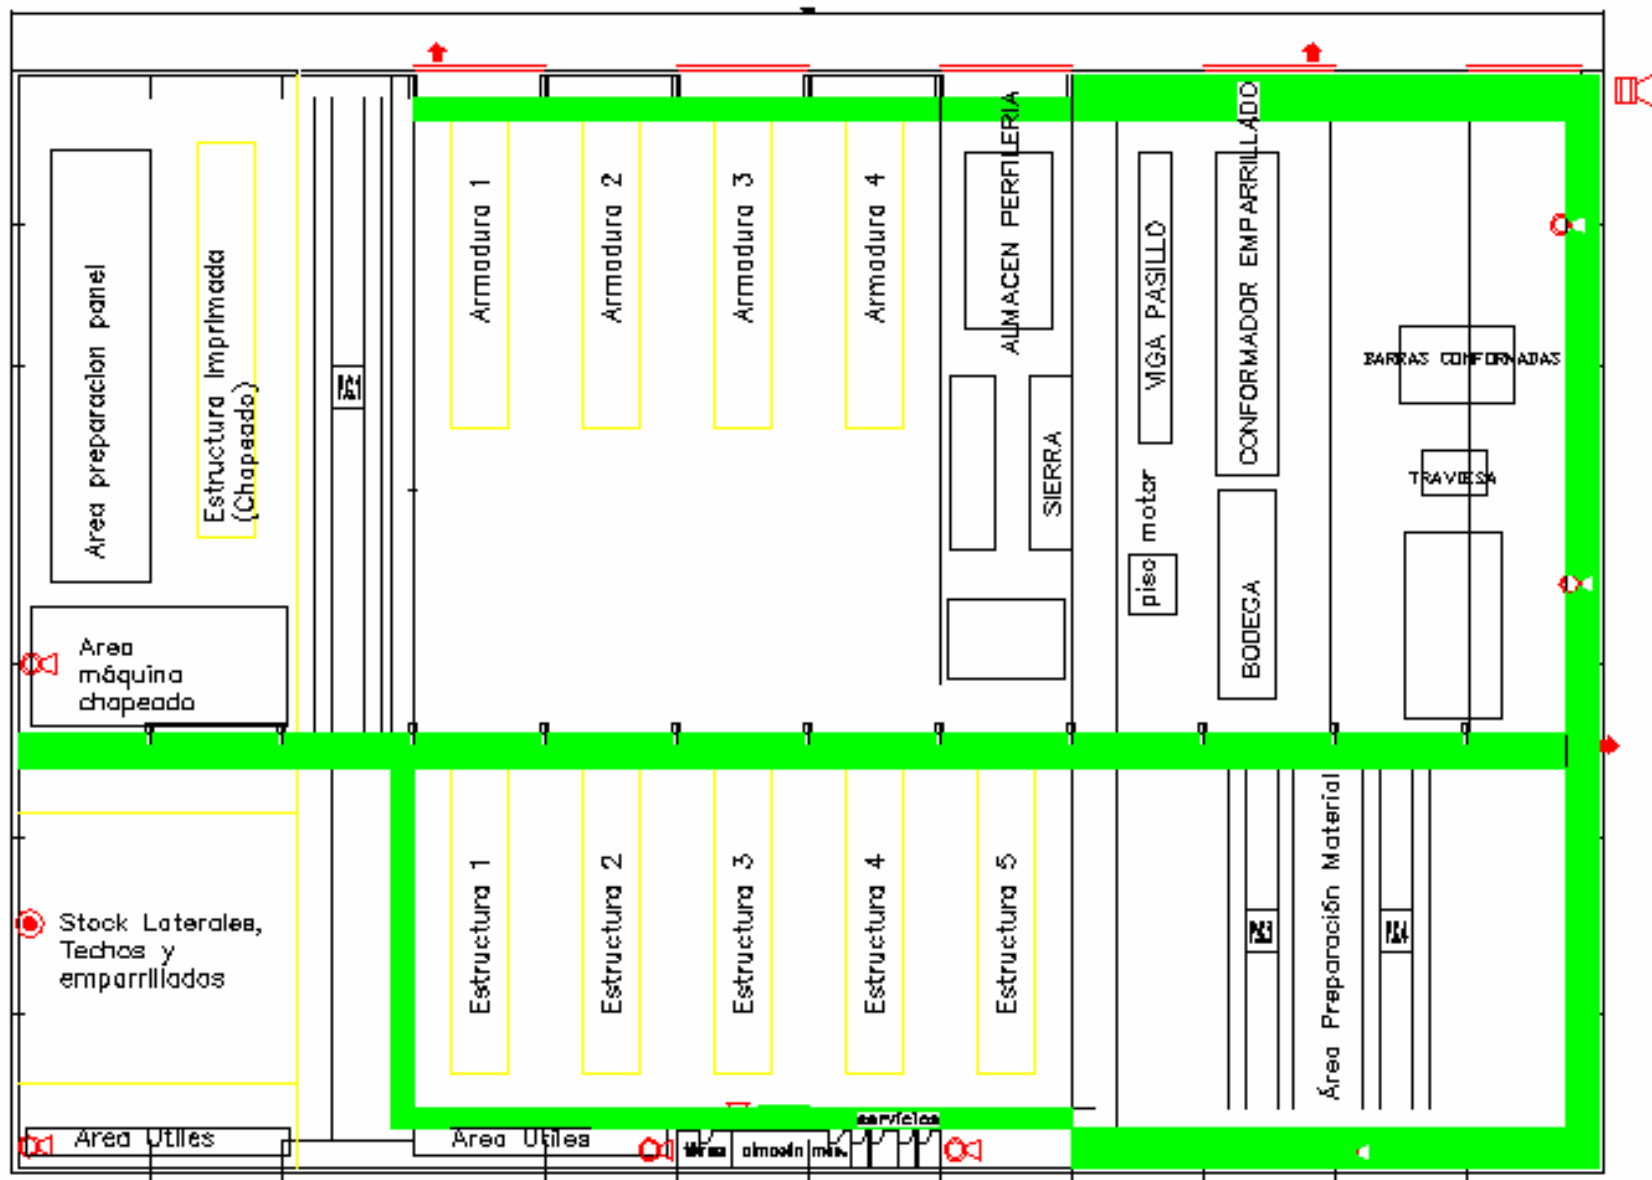 Area preparacion panel
Estructura Imprimada
(Chapeado)
Armadura 1
Armadura 2
Armadura 3
Armadura 4
ALMACEN PERFILERIA
SIERRA
VIGA PASILLO
piso motor
CONFORMADOR EMPARRILLADO
BODEGA
BARRAS CONFORMADAS
TRAVIESA
Area
máquina
chapeado
Stock Laterales,
Techos y
emparrillados
Estructura 1
Estructura 2
Estructura 3
Estructura 4
Estructura 5
Área Preparación Material
Area Utiles
Area Utiles
servicios
almacén